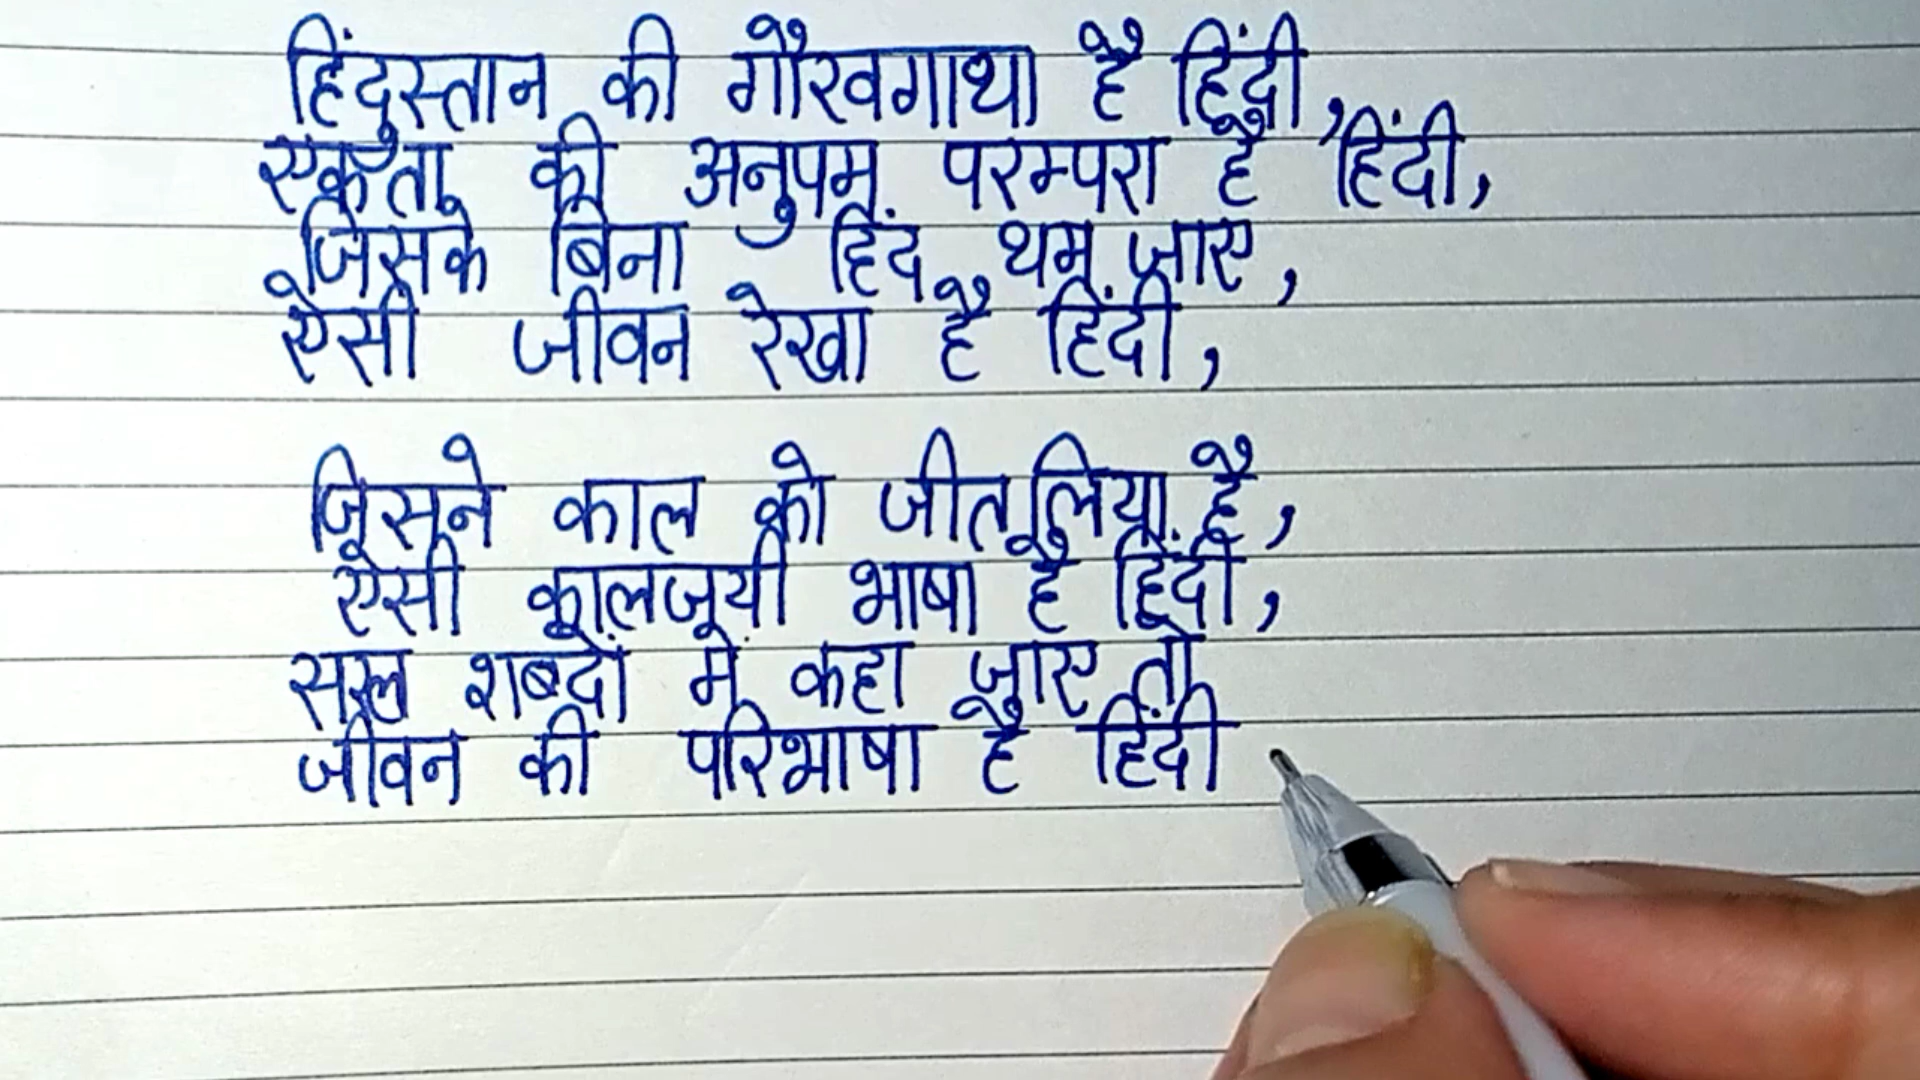 हिंदुस्तान की गौरवगाथा है हिंदी,
एकता की अनुपम परम्परा है हिंदी,
जिसके बिना हिंद थम जाए,
ऐसी जीवन रेखा है हिंदी,
जिसने काल को जीत लिया है,
ऐसी कालजयी भाषा है हिंदी,
सरल शब्दों में कहा जाए तो
जीवन की परिभाषा है हिंदी